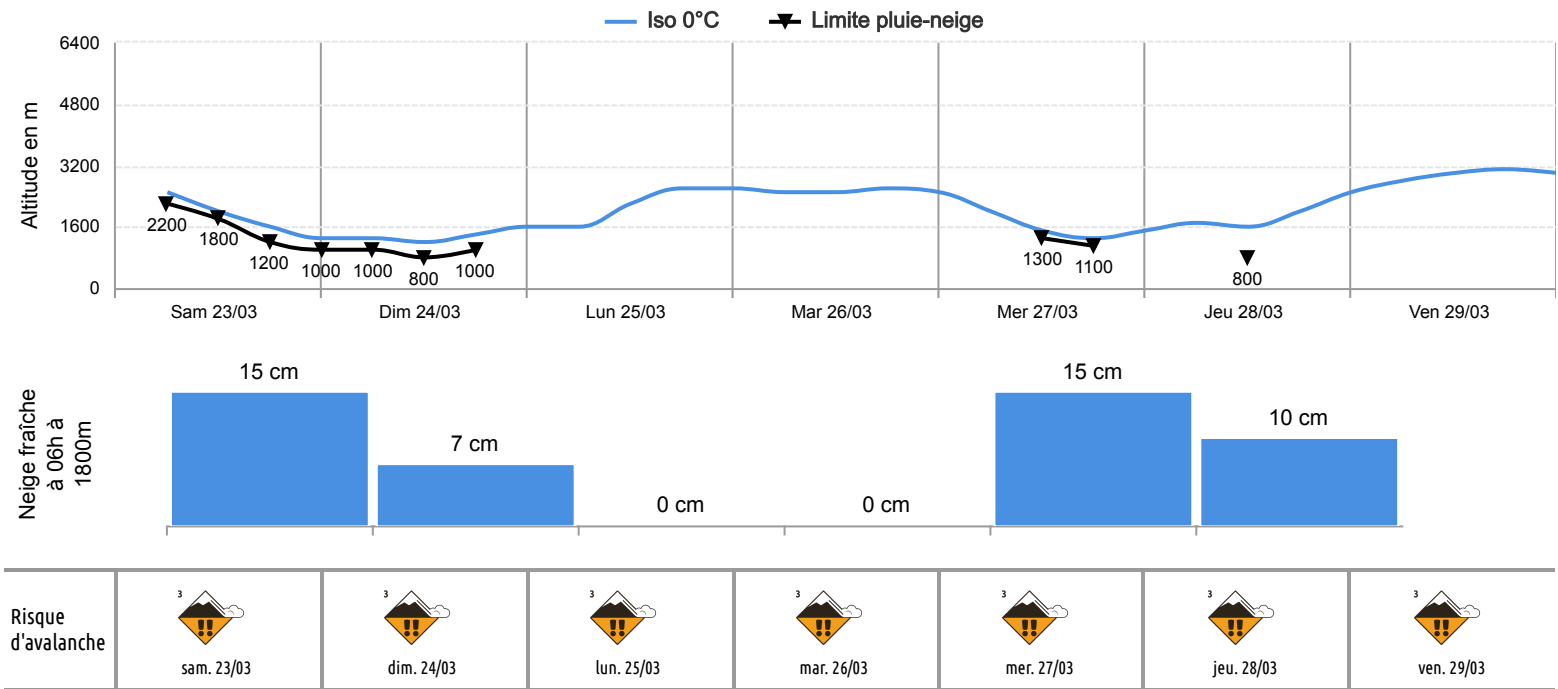 Iso 0°C Limite pluie-neige
Altitude en m
6400
4800
3200
1600
0
2200
1800
1200
1000
1000
800
1000
1300
1100
800
Sam 23/03 Dim 24/03 Lun 25/03 Mar 26/03 Mer 27/03 Jeu 28/03 Ven 29/03
Neige fraîche
à 06h à
1800m
15 cm
7 cm
0 cm
0 cm
15 cm
10 cm
Risque
d'avalanche
3 3 3 3 3 3 3
sam. 23/03 dim. 24/03 lun. 25/03 mar. 26/03 mer. 27/03 jeu. 28/03 ven. 29/03